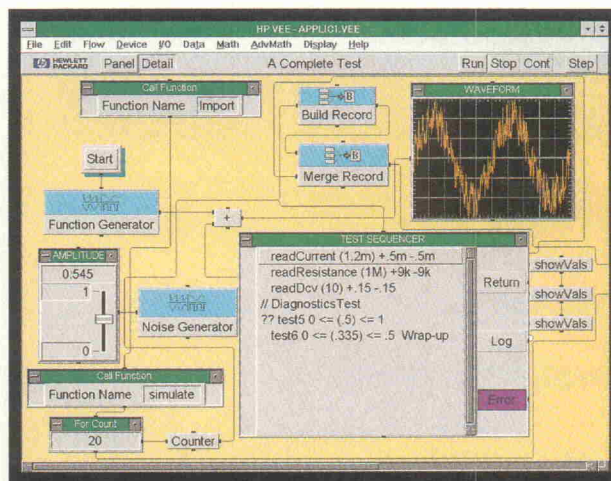 HP VEE - APPLIC1.VEE
File Edit Flow Device I/O Data Math AdvMath Display Help
HEWLETT PACKARD Panel Detail A Complete Test Run Stop Cont Step
Call Function
Function Name Import
Build Record
Merge Record
WAVEFORM
Start
Function Generator
+
AMPLITUDE
0.545
1
0
Noise Generator
TEST SEQUENCER
readCurrent (1.2m) +.5m -.5m
readResistance (1M) +9k -9k
readDcv (10) +.15 -.15
// DiagnosticsTest
?? test5 0 <= (.5) <= 1
test6 0 <= (.335) <= .5 Wrap-up
Return
Log
Error
showVals
showVals
showVals
Call Function
Function Name simulate
For Count
20
Counter